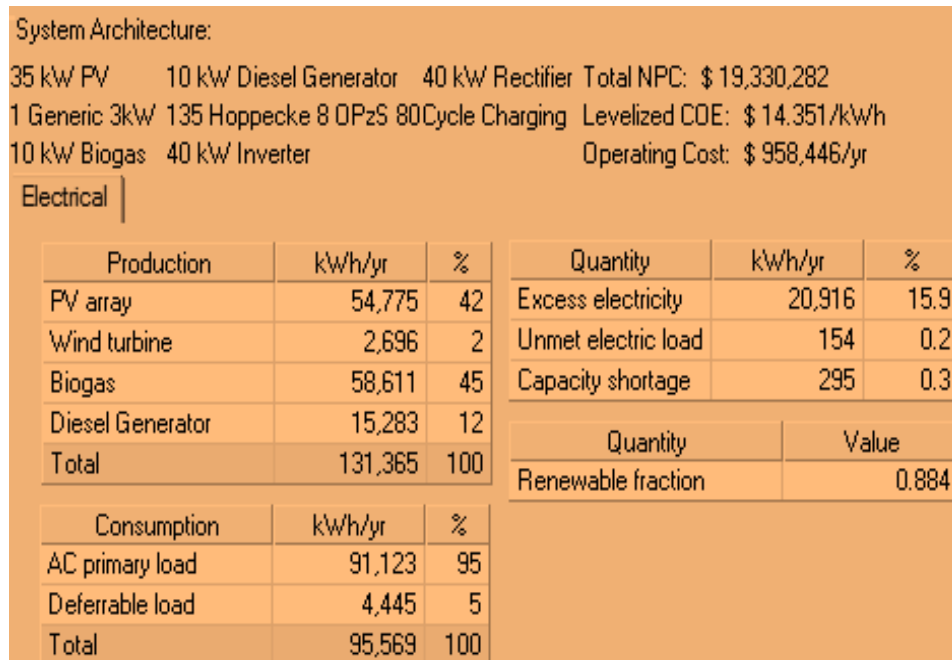 System Architecture:
35 kW PV 10 kW Diesel Generator 40 kW Rectifier Total NPC: $ 19,330,282
1 Generic 3kW 135 Hoppecke 8 OPzS 80Cycle Charging Levelized COE: $ 14.351/kWh
10 kW Biogas 40 kW Inverter Operating Cost: $ 958,446/yr
Electrical
Production kWh/yr %
PV array 54,775 42
Wind turbine 2,696 2
Biogas 58,611 45
Diesel Generator 15,283 12
Total 131,365 100
Quantity kWh/yr %
Excess electricity 20,916 15.9
Unmet electric load 154 0.2
Capacity shortage 295 0.3
Quantity Value
Renewable fraction 0.884
Consumption kWh/yr %
AC primary load 91,123 95
Deferrable load 4,445 5
Total 95,569 100